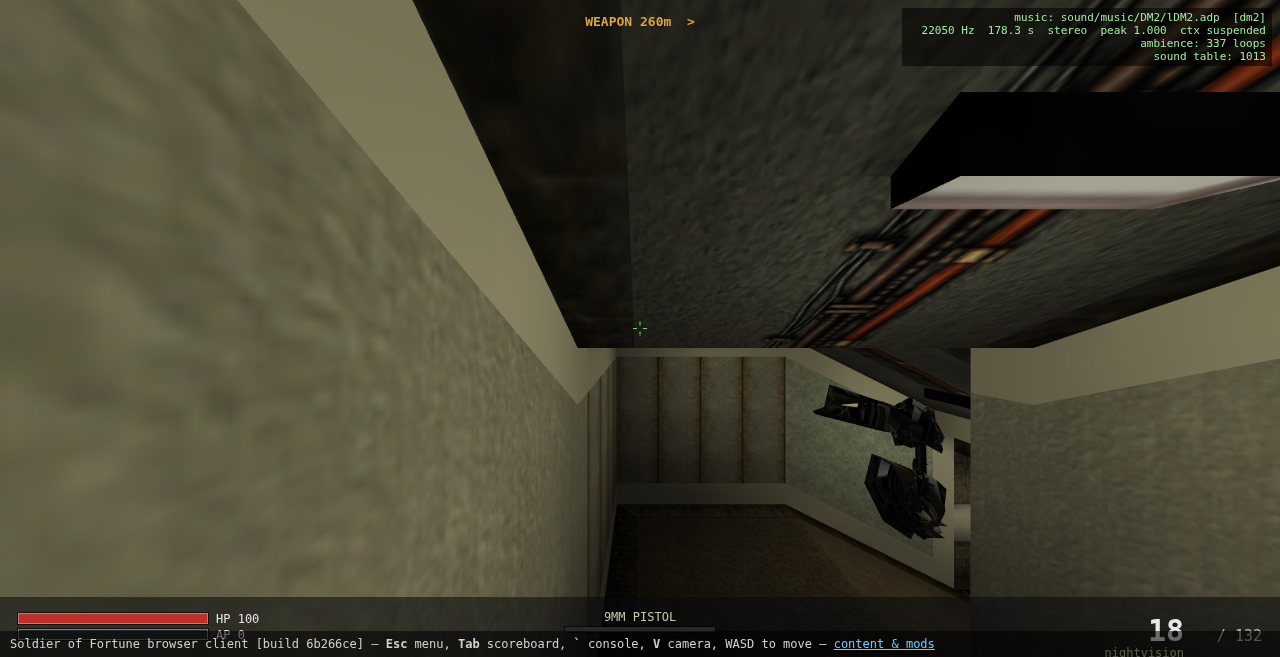 WEAPON 260m  >
music: sound/music/DM2/lDM2.adp  [dm2]
22050 Hz  178.3 s  stereo  peak 1.000  ctx suspended
ambience: 337 loops
sound table: 1013
HP 100
AP 0
9MM PISTOL
18 / 132
nightvision
Soldier of Fortune browser client [build 6b266ce] — Esc menu, Tab scoreboard, ` console, V camera, WASD to move — content & mods